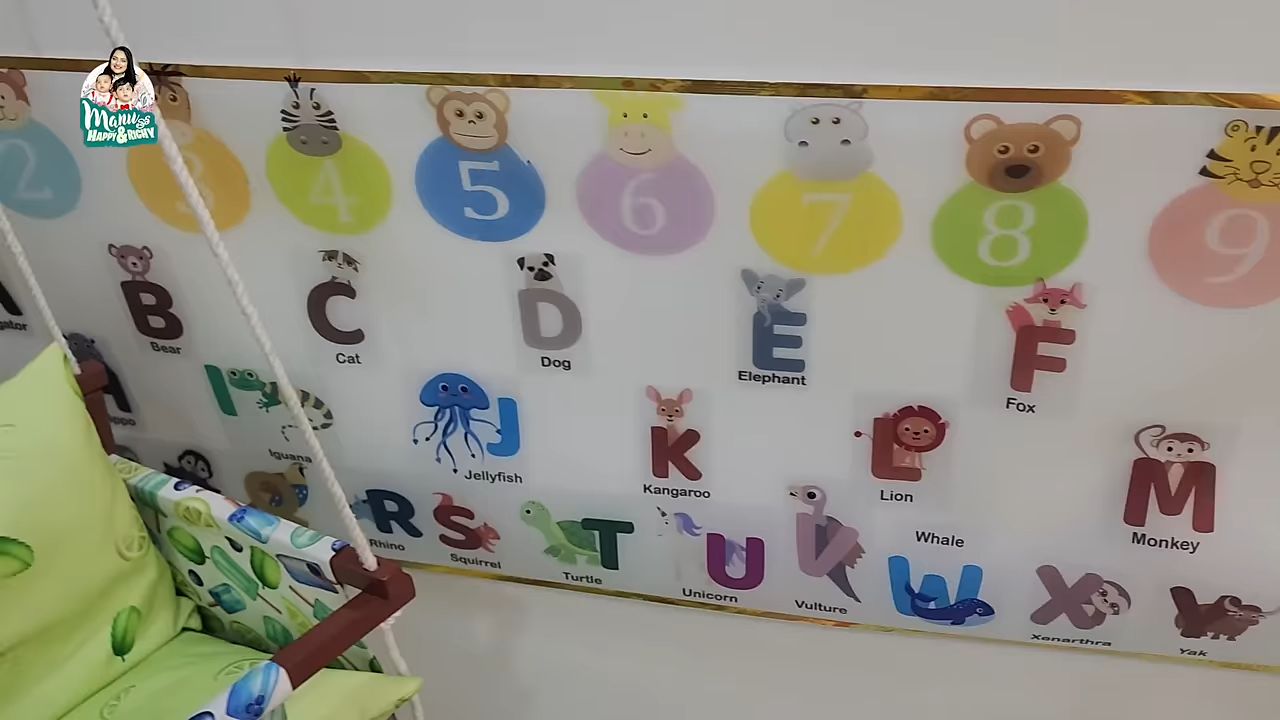 Manu's
HAPPY & RICHY
2 3 4 5 6 7 8 9
B C D E F
Bear Cat Dog Elephant Fox
I J K L M
Iguana Jellyfish Kangaroo Lion Monkey
R S T U V W X Y
Rhino Squirrel Turtle Unicorn Vulture Whale Xenarthra Yak